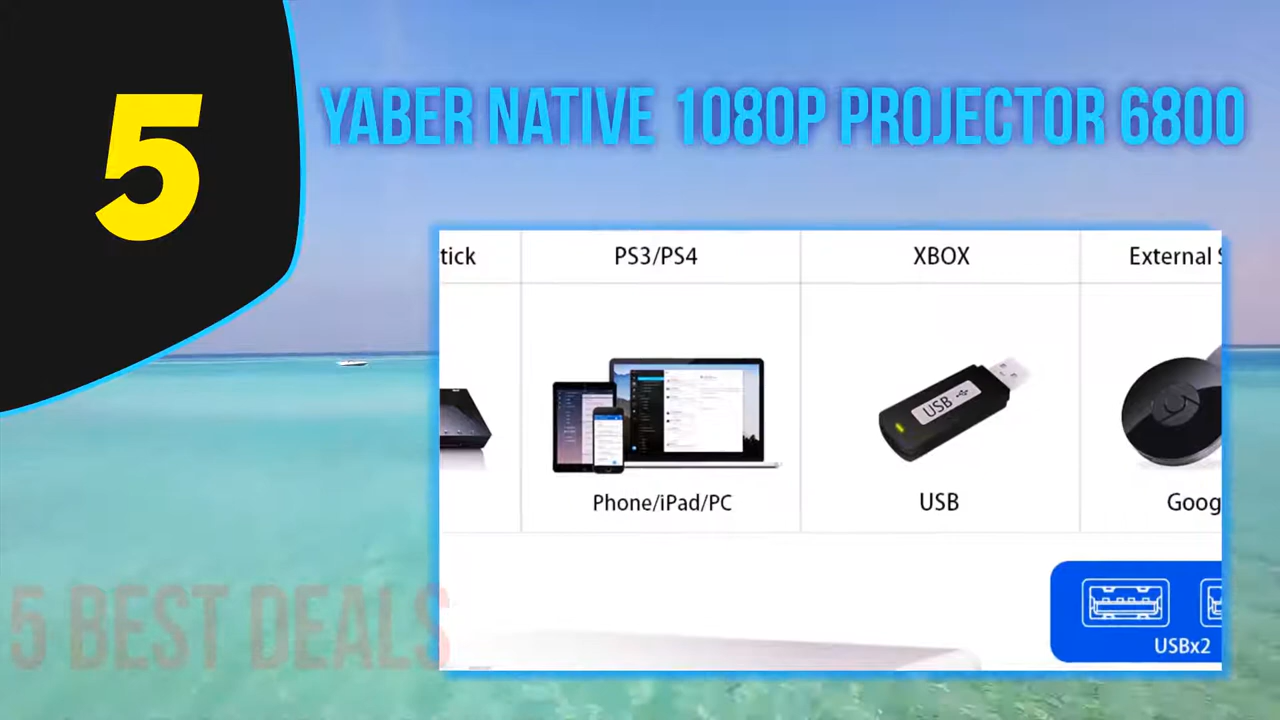 5
YABER NATIVE 1080P PROJECTOR 6800
tick
PS3/PS4
XBOX
External
USB
Phone/iPad/PC
USB
Goog
USBx2
5 BEST DEALS